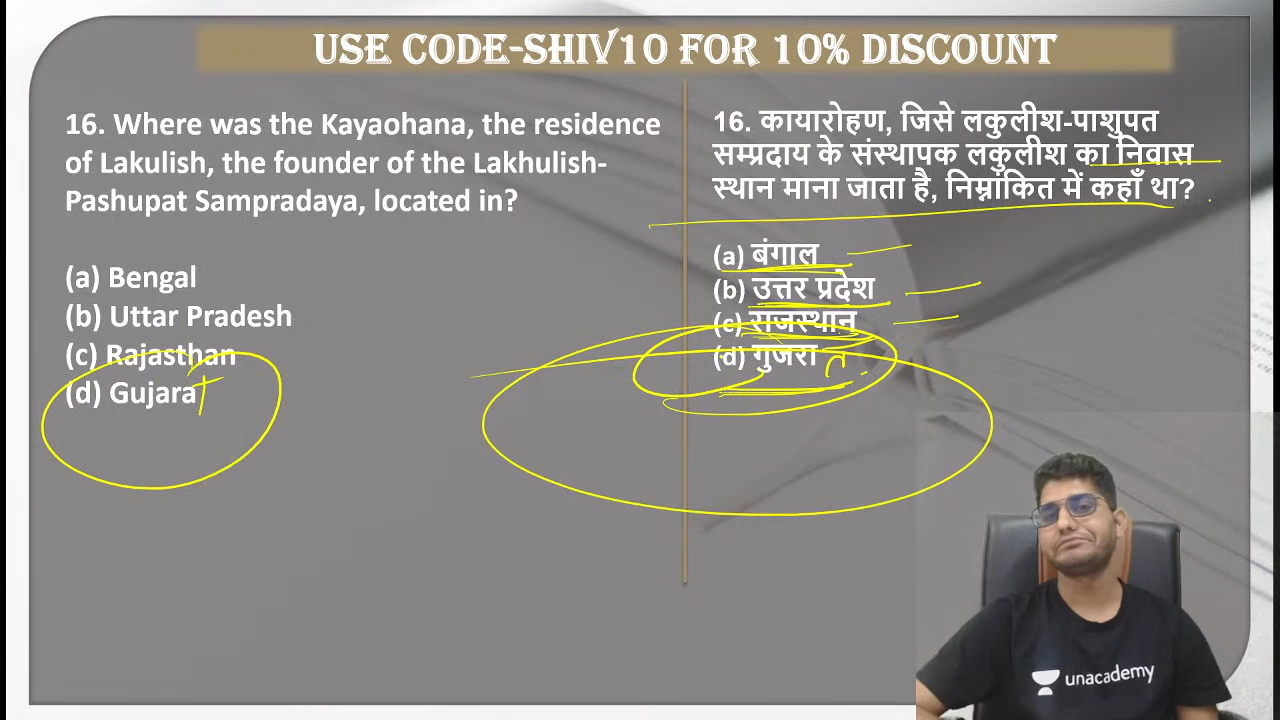 USE CODE-SHIV10 FOR 10% DISCOUNT
16. Where was the Kayaohana, the residence
of Lakulish, the founder of the Lakhulish-
Pashupat Sampradaya, located in?
(a) Bengal
(b) Uttar Pradesh
(c) Rajasthan
(d) Gujarat
16. कायारोहण, जिसे लकुलीश-पाशुपत
सम्प्रदाय के संस्थापक लकुलीश का निवास
स्थान माना जाता है, निम्नांकित में कहाँ था?
(a) बंगाल
(b) उत्तर प्रदेश
(c) राजस्थान
(d) गुजरात
unacademy